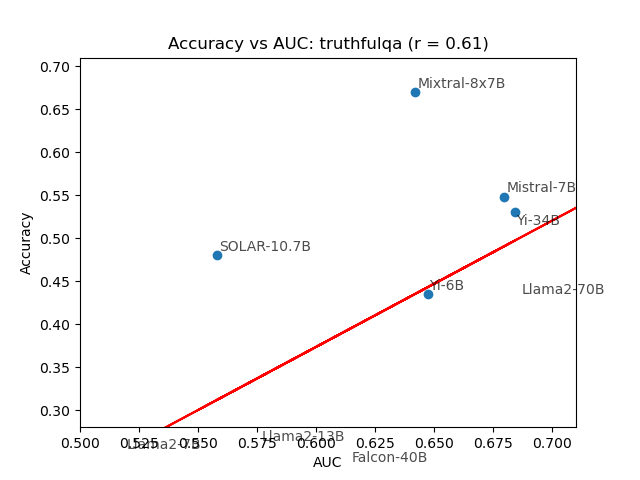 Accuracy vs AUC: truthfulqa (r = 0.61)
0.70
Mixtral-8x7B
0.65
0.60
0.55
Mistral-7B
Yi-34B
0.50
SOLAR-10.7B
0.45
Yi-6B
Llama2-70B
0.40
0.35
0.30
Accuracy
Llama2-13B
Llama2-7B
0.500 0.525 0.550 0.575 0.600 0.625 0.650 0.675 0.700
Falcon-40B
AUC